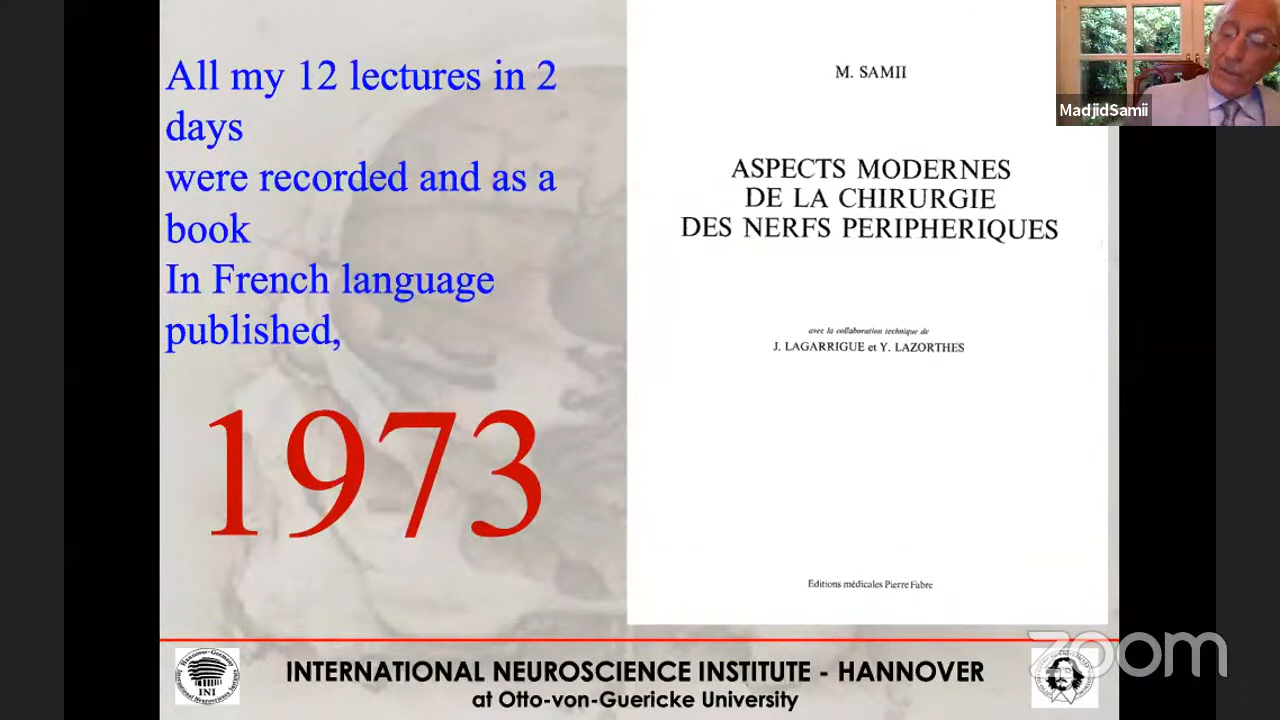 All my 12 lectures in 2
days
were recorded and as a
book
In French language
published,
1973
M. SAMII
ASPECTS MODERNES
DE LA CHIRURGIE
DES NERFS PERIPHERIQUES
avec la collaboration technique de
J. LAGARRIGUE et Y. LAZORTHES
Editions médicales Pierre Fabre
MadjidSamii
INI
INTERNATIONAL NEUROSCIENCE INSTITUTE - HANNOVER
at Otto-von-Guericke University
zoom